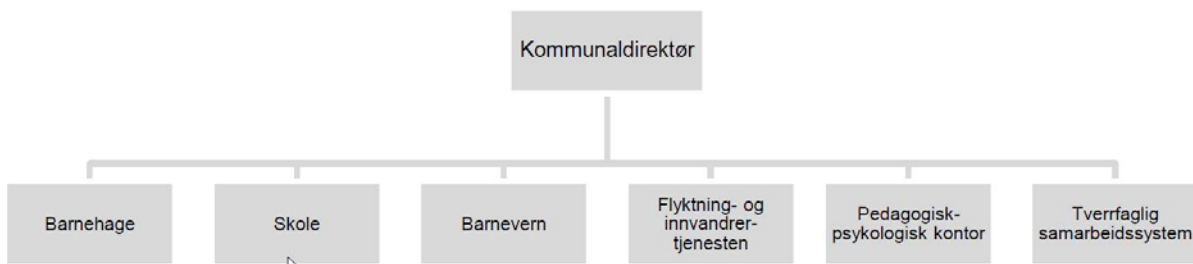 Kommunaldirektør
Barnehage
Skole
Barnevern
Flyktning- og
innvandrer-
tjenesten
Pedagogisk-
psykologisk kontor
Tverrfaglig
samarbeidssystem